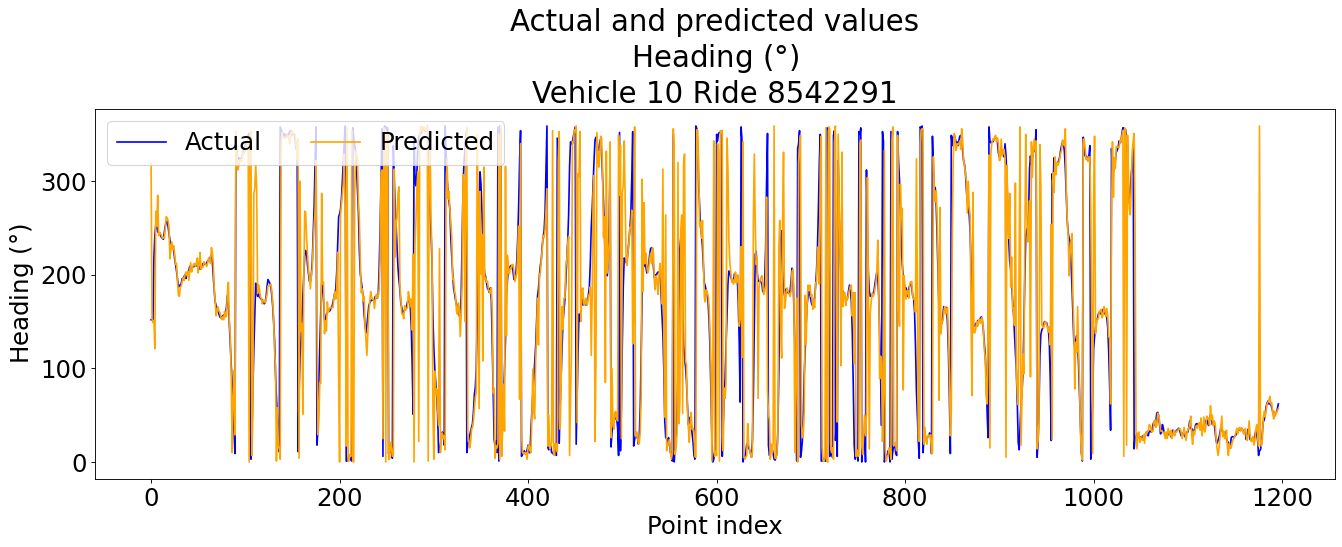 Actual and predicted values
Heading (°)
Vehicle 10 Ride 8542291
Actual
Predicted
Heading (°)
300
200
100
0
0
200
400
600
800
1000
1200
Point index